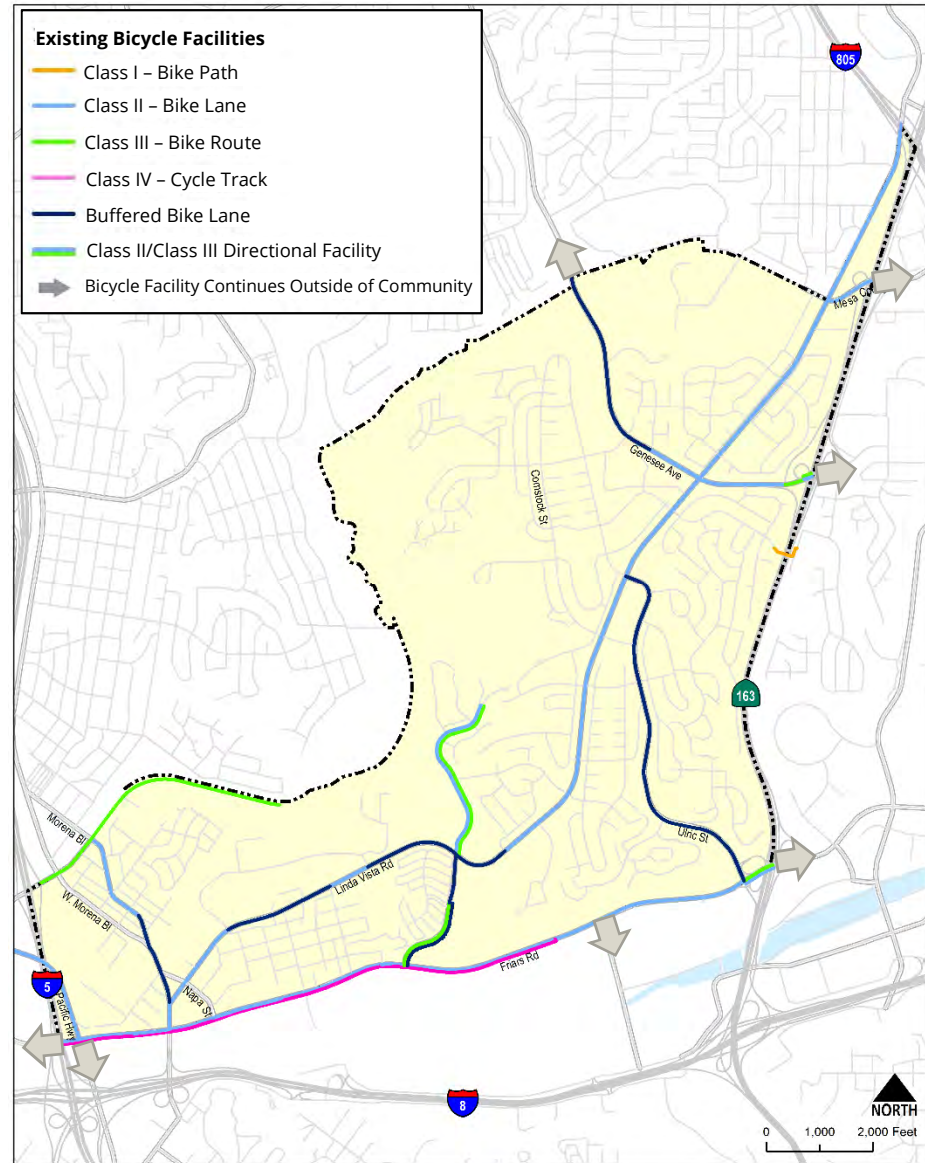 Existing Bicycle Facilities
Class I – Bike Path
Class II – Bike Lane
Class III – Bike Route
Class IV – Cycle Track
Buffered Bike Lane
Class II/Class III Directional Facility
Bicycle Facility Continues Outside of Community
805
Genesee Ave
Comstock St
163
Morena Bl
Ulric St
Linda Vista Rd
W. Morena Bl
Friars Rd
5
Napa St
8
NORTH
0 1,000 2,000 Feet